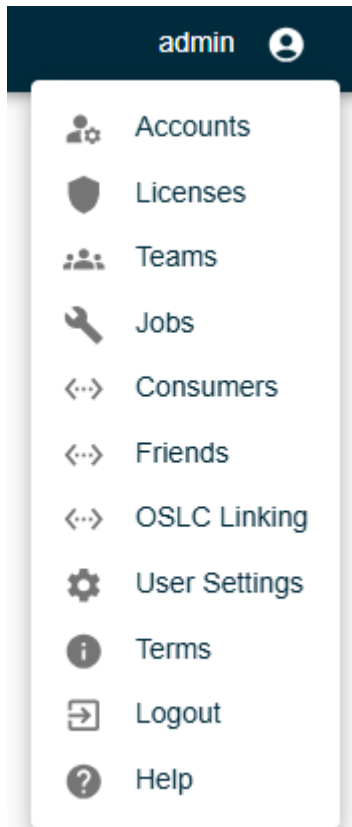 admin
Accounts
Licenses
Teams
Jobs
Consumers
Friends
OSLC Linking
User Settings
Terms
Logout
Help